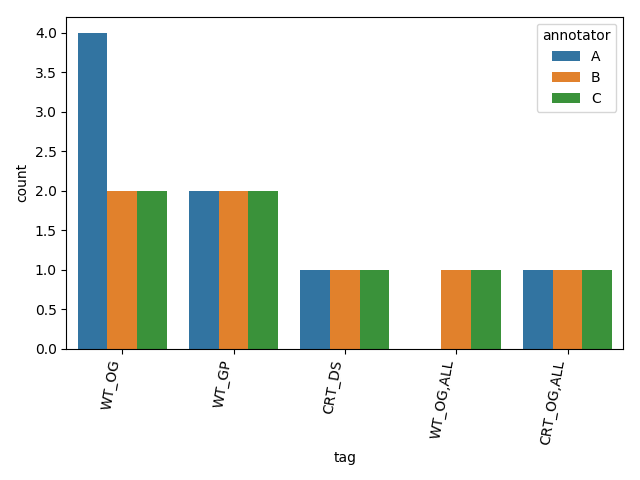 annotator
A
B
C
count
4.0
3.5
3.0
2.5
2.0
1.5
1.0
0.5
0.0
WT_OG
WT_GP
CRT_DS
WT_OG,ALL
CRT_OG,ALL
tag